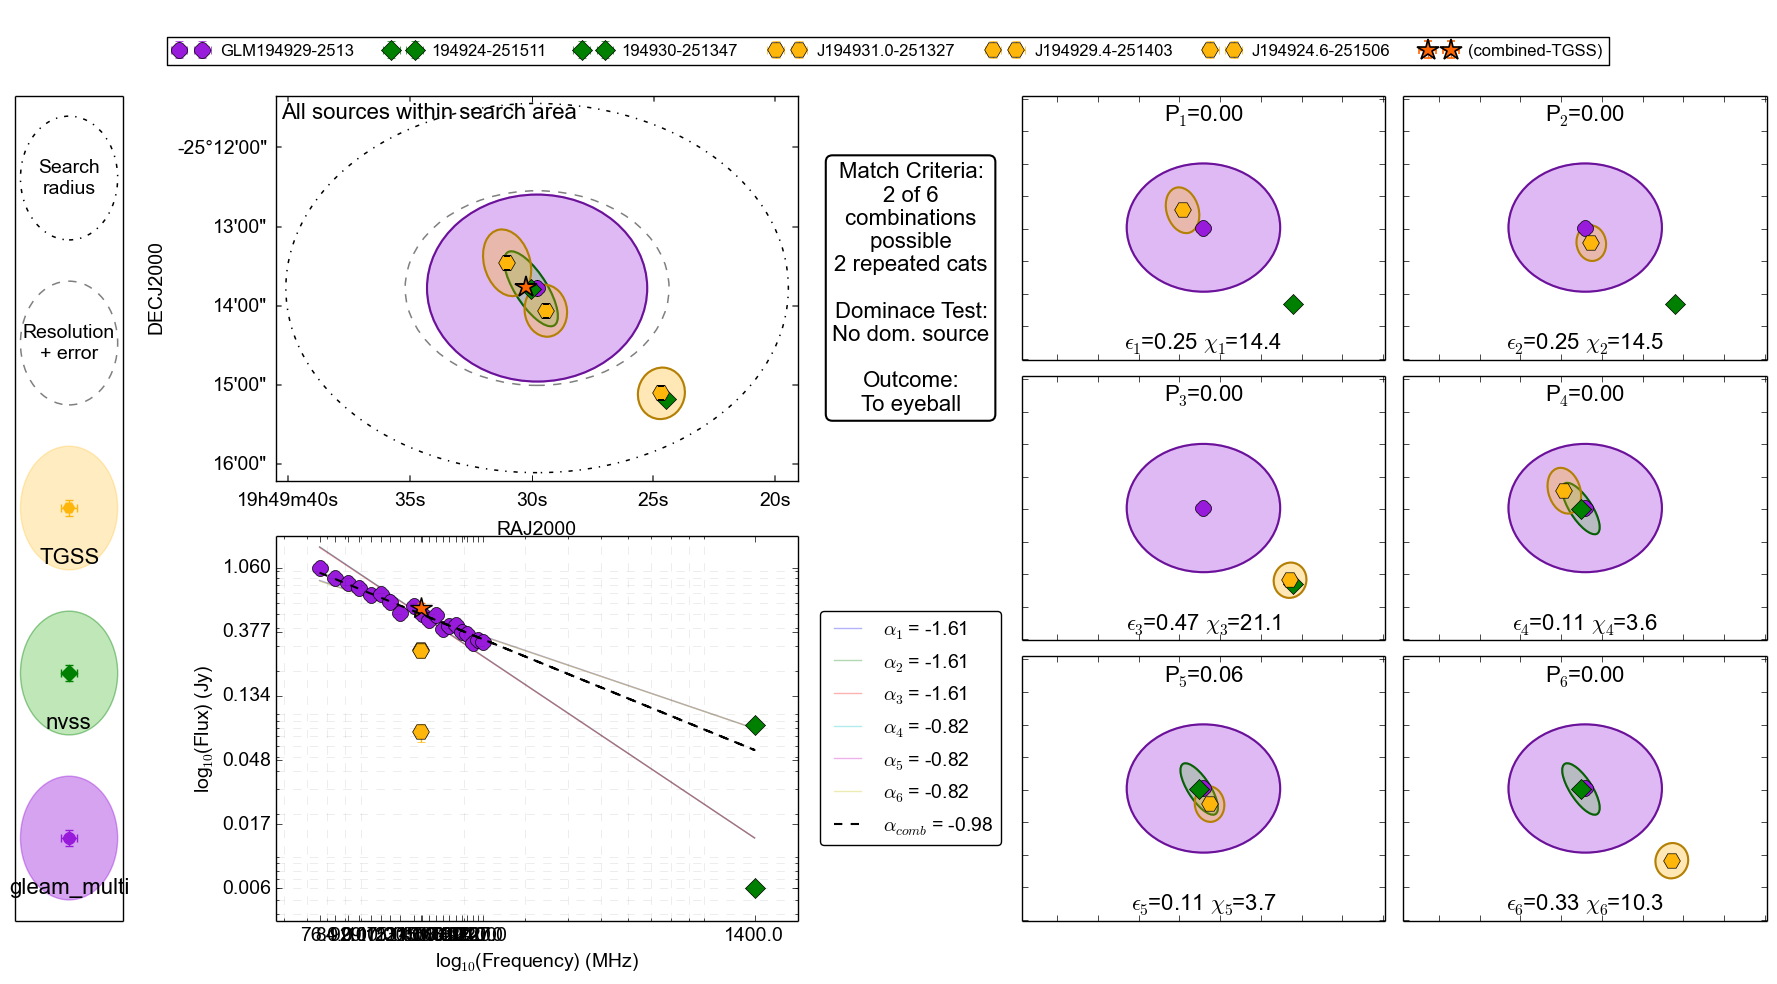 GLM194929-2513 194924-251511 194930-251347 J194931.0-251327 J194929.4-251403 J194924.6-251506 (combined-TGSS)
Search
radius
Resolution
+ error
TGSS
nvss
gleam_multi
All sources within search area
-25°12'00"
13'00"
14'00"
15'00"
16'00"
DECJ2000
19h49m40s 35s 30s 25s 20s
RAJ2000
Match Criteria:
2 of 6
combinations
possible
2 repeated cats
Dominace Test:
No dom. source
Outcome:
To eyeball
1.060
0.377
0.134
0.048
0.017
0.006
log10(Flux) (Jy)
1400.0
log10(Frequency) (MHz)
α1 = -1.61
α2 = -1.61
α3 = -1.61
α4 = -0.82
α5 = -0.82
α6 = -0.82
αcomb = -0.98
P1=0.00
ϵ1=0.25 χ1=14.4
P2=0.00
ϵ2=0.25 χ2=14.5
P3=0.00
ϵ3=0.47 χ3=21.1
P4=0.00
ϵ4=0.11 χ4=3.6
P5=0.06
ϵ5=0.11 χ5=3.7
P6=0.00
ϵ6=0.33 χ6=10.3